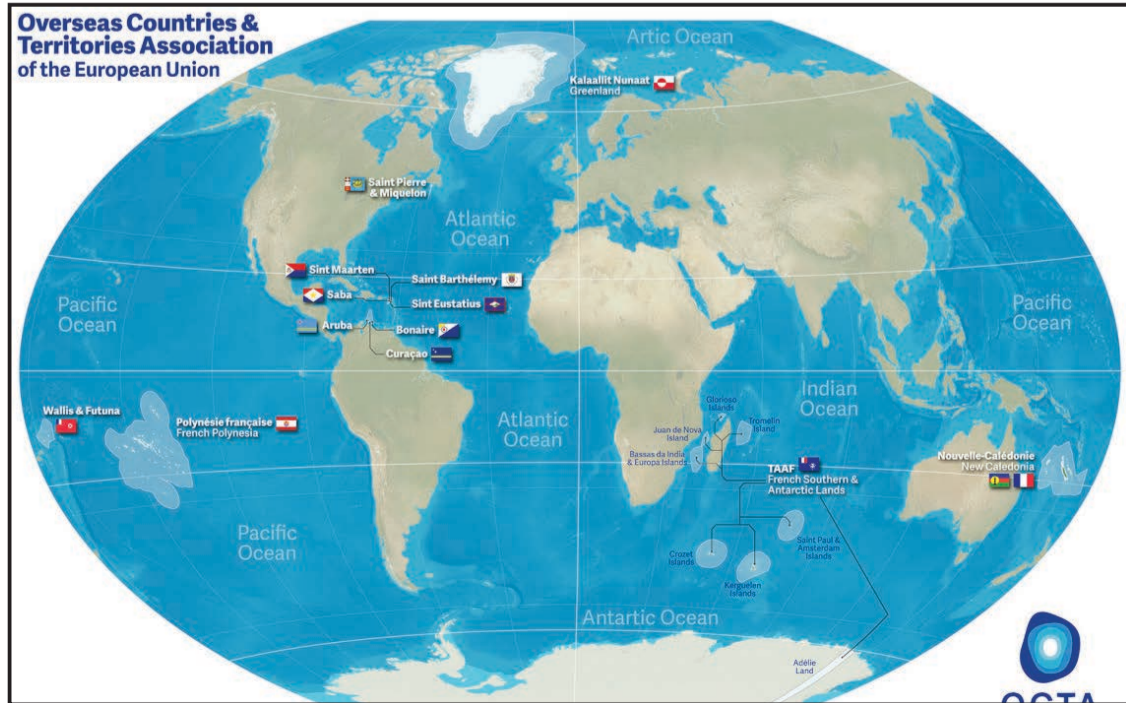 Overseas Countries &
Territories Association
of the European Union
Artic Ocean
Kalaallit Nunaat
Greenland
Saint Pierre
& Miquelon
Atlantic
Ocean
Sint Maarten
Saint Barthélemy
Saba
Sint Eustatius
Aruba
Bonaire
Curaçao
Pacific
Ocean
Pacific
Ocean
Indian
Ocean
Wallis & Futuna
Polynésie française
French Polynesia
Atlantic
Ocean
Glorioso
Islands
Juan de Nova
Island
Tromelin
Island
Bassas da India
& Europa Islands
TAAF
French Southern &
Antarctic Lands
Nouvelle-Calédonie
New Caledonia
Pacific
Ocean
Saint Paul &
Amsterdam
Islands
Crozet
Islands
Kerguelen
Islands
Antartic Ocean
Adélie
Land
OCTA